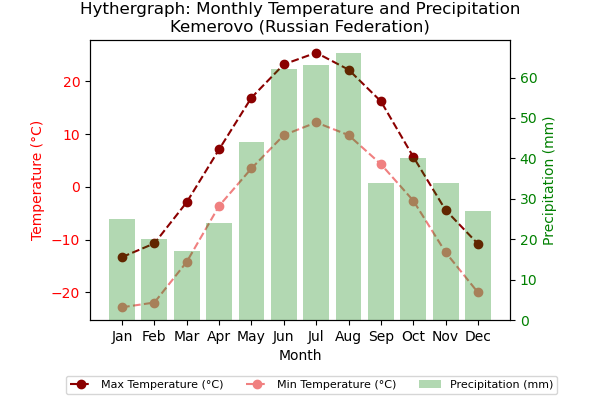 Hythergraph: Monthly Temperature and Precipitation
Kemerovo (Russian Federation)
Temperature (°C)
20
10
0
−10
−20
Precipitation (mm)
60
50
40
30
20
10
0
Jan Feb Mar Apr May Jun Jul Aug Sep Oct Nov Dec
Month
Max Temperature (°C) Min Temperature (°C) Precipitation (mm)